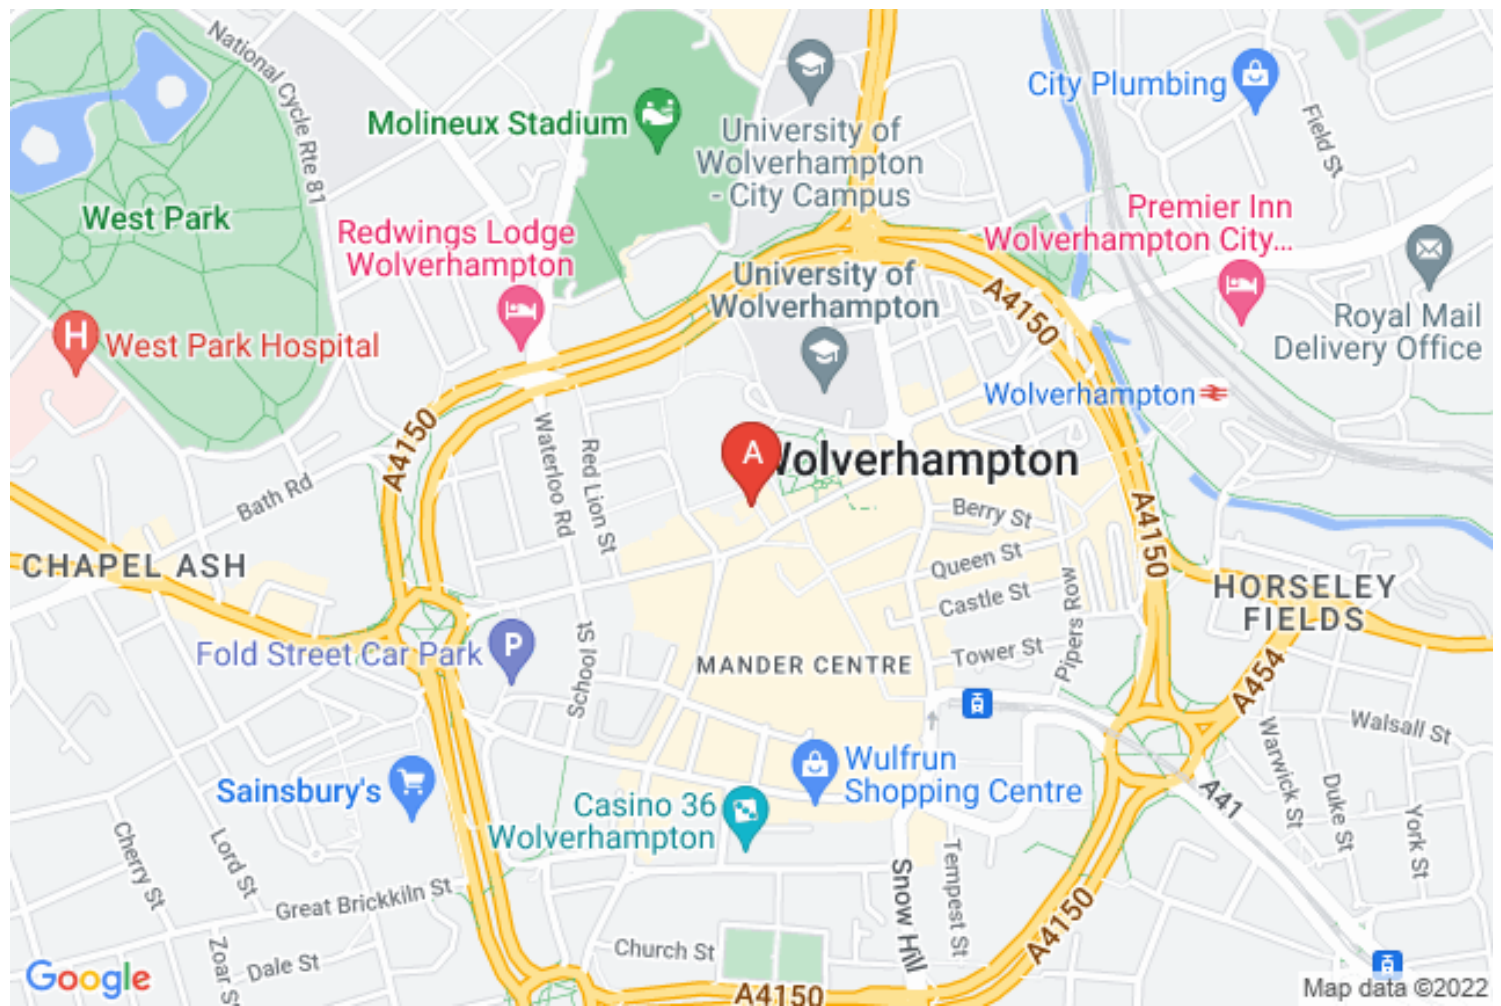 National Cycle Rte 81
Molineux Stadium
University of
Wolverhampton
- City Campus
City Plumbing
Field St
West Park
Redwings Lodge
Wolverhampton
Premier Inn
Wolverhampton City...
University of
Wolverhampton
A4150
Royal Mail
Delivery Office
H
West Park Hospital
Wolverhampton
A4150
Waterloo Rd
Red Lion St
A
Wolverhampton
Bath Rd
Berry St
A4150
CHAPEL ASH
Queen St
Castle St
Pipers Row
HORSELEY
FIELDS
Fold Street Car Park
P
School St
MANDER CENTRE
Tower St
A454
Walsall St
Warwick St
Wulfrun
Shopping Centre
Sainsbury's
Casino 36
Wolverhampton
A41
Duke St
York St
Cherry St
Lord St
Great Brickkiln St
Snow Hill
Tempest St
A4150
Church St
Zoar S
Dale St
Google
A4150
Map data ©2022